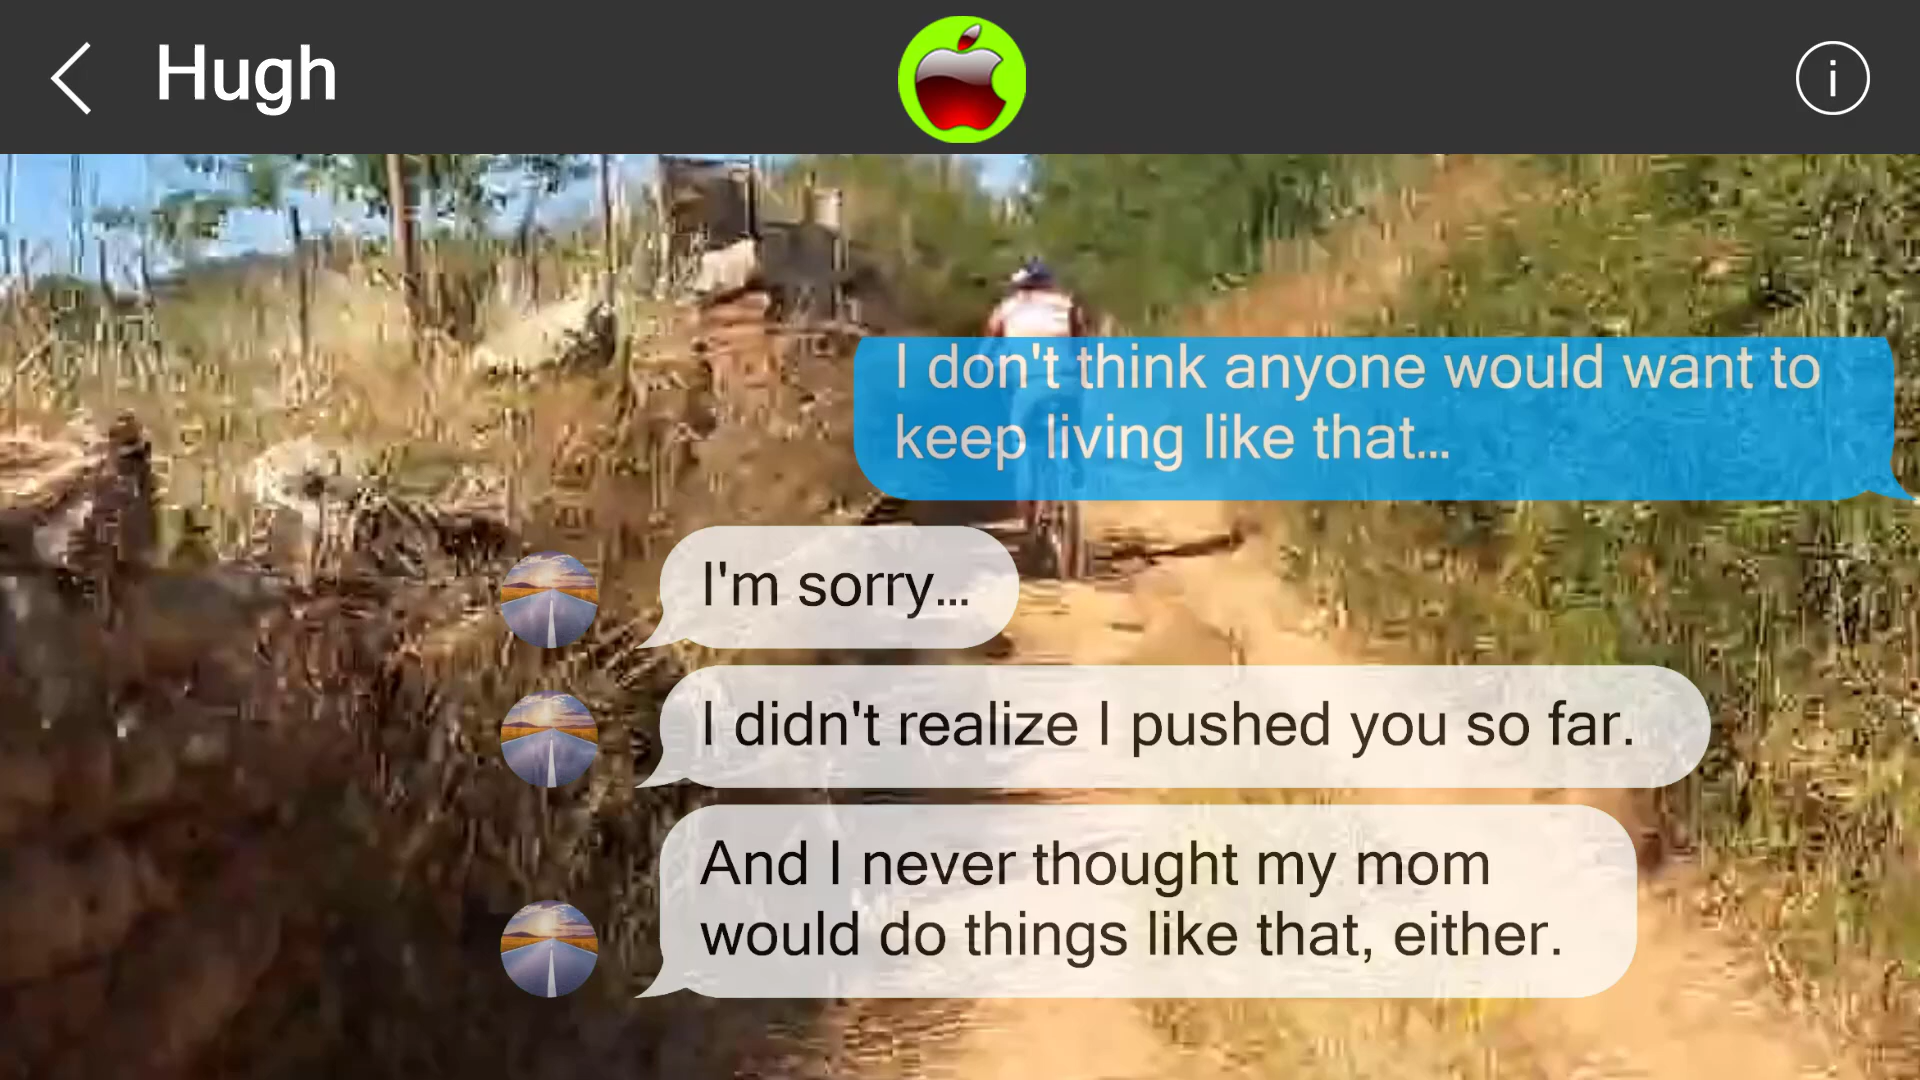 Hugh
i
I don't think anyone would want to
keep living like that...
I'm sorry...
I didn't realize I pushed you so far.
And I never thought my mom
would do things like that, either.